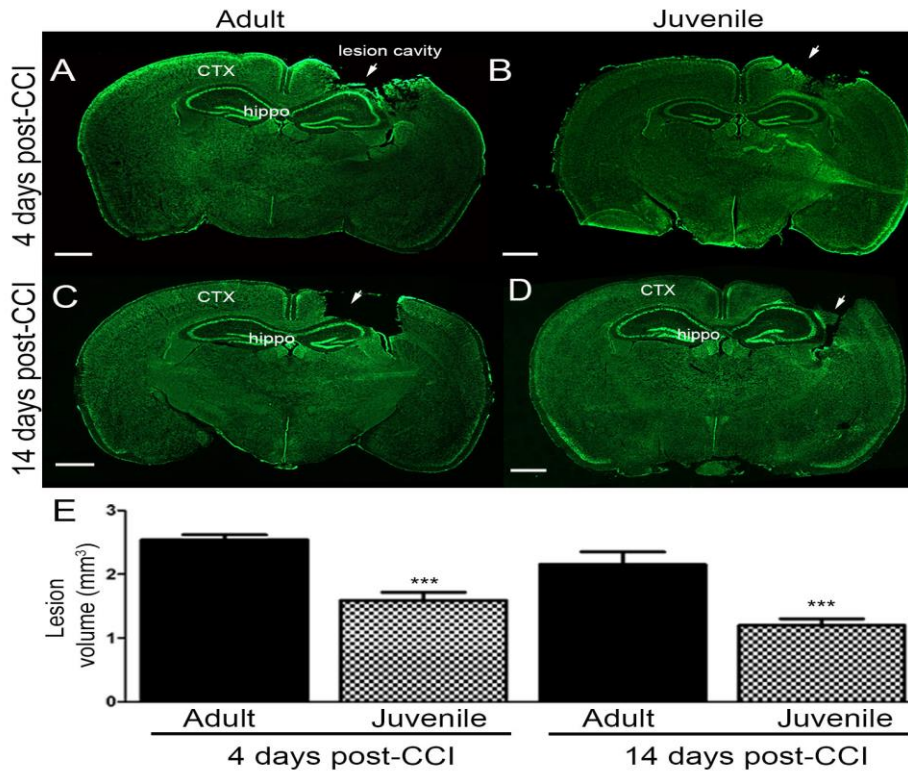 Adult Juvenile
4 days post-CCI
14 days post-CCI
A
CTX
hippo
lesion cavity
B
C
CTX
hippo
D
CTX
hippo
E
Lesion
volume (mm³)
3
2
1
0
***
***
Adult Juvenile Adult Juvenile
4 days post-CCI 14 days post-CCI